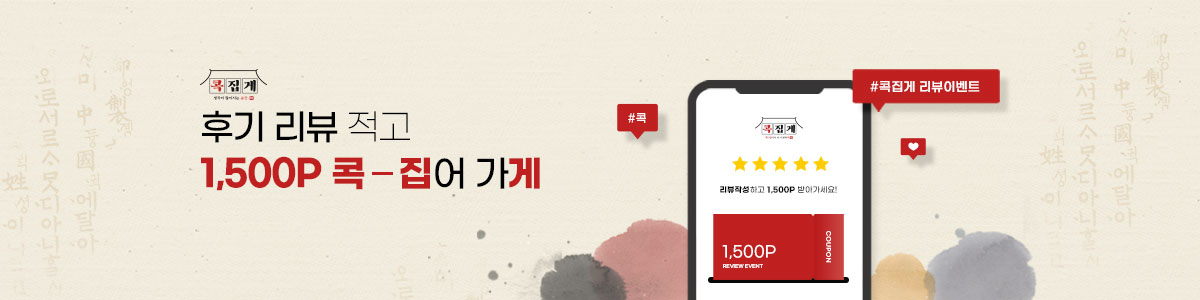 콕집게
후기 리뷰 적고
1,500P 콕-집어 가게
#콕
#콕집게 리뷰이벤트
콕집게
리뷰작성하고 1,500P 받아가세요!
1,500P
REVIEW EVENT
COUPON